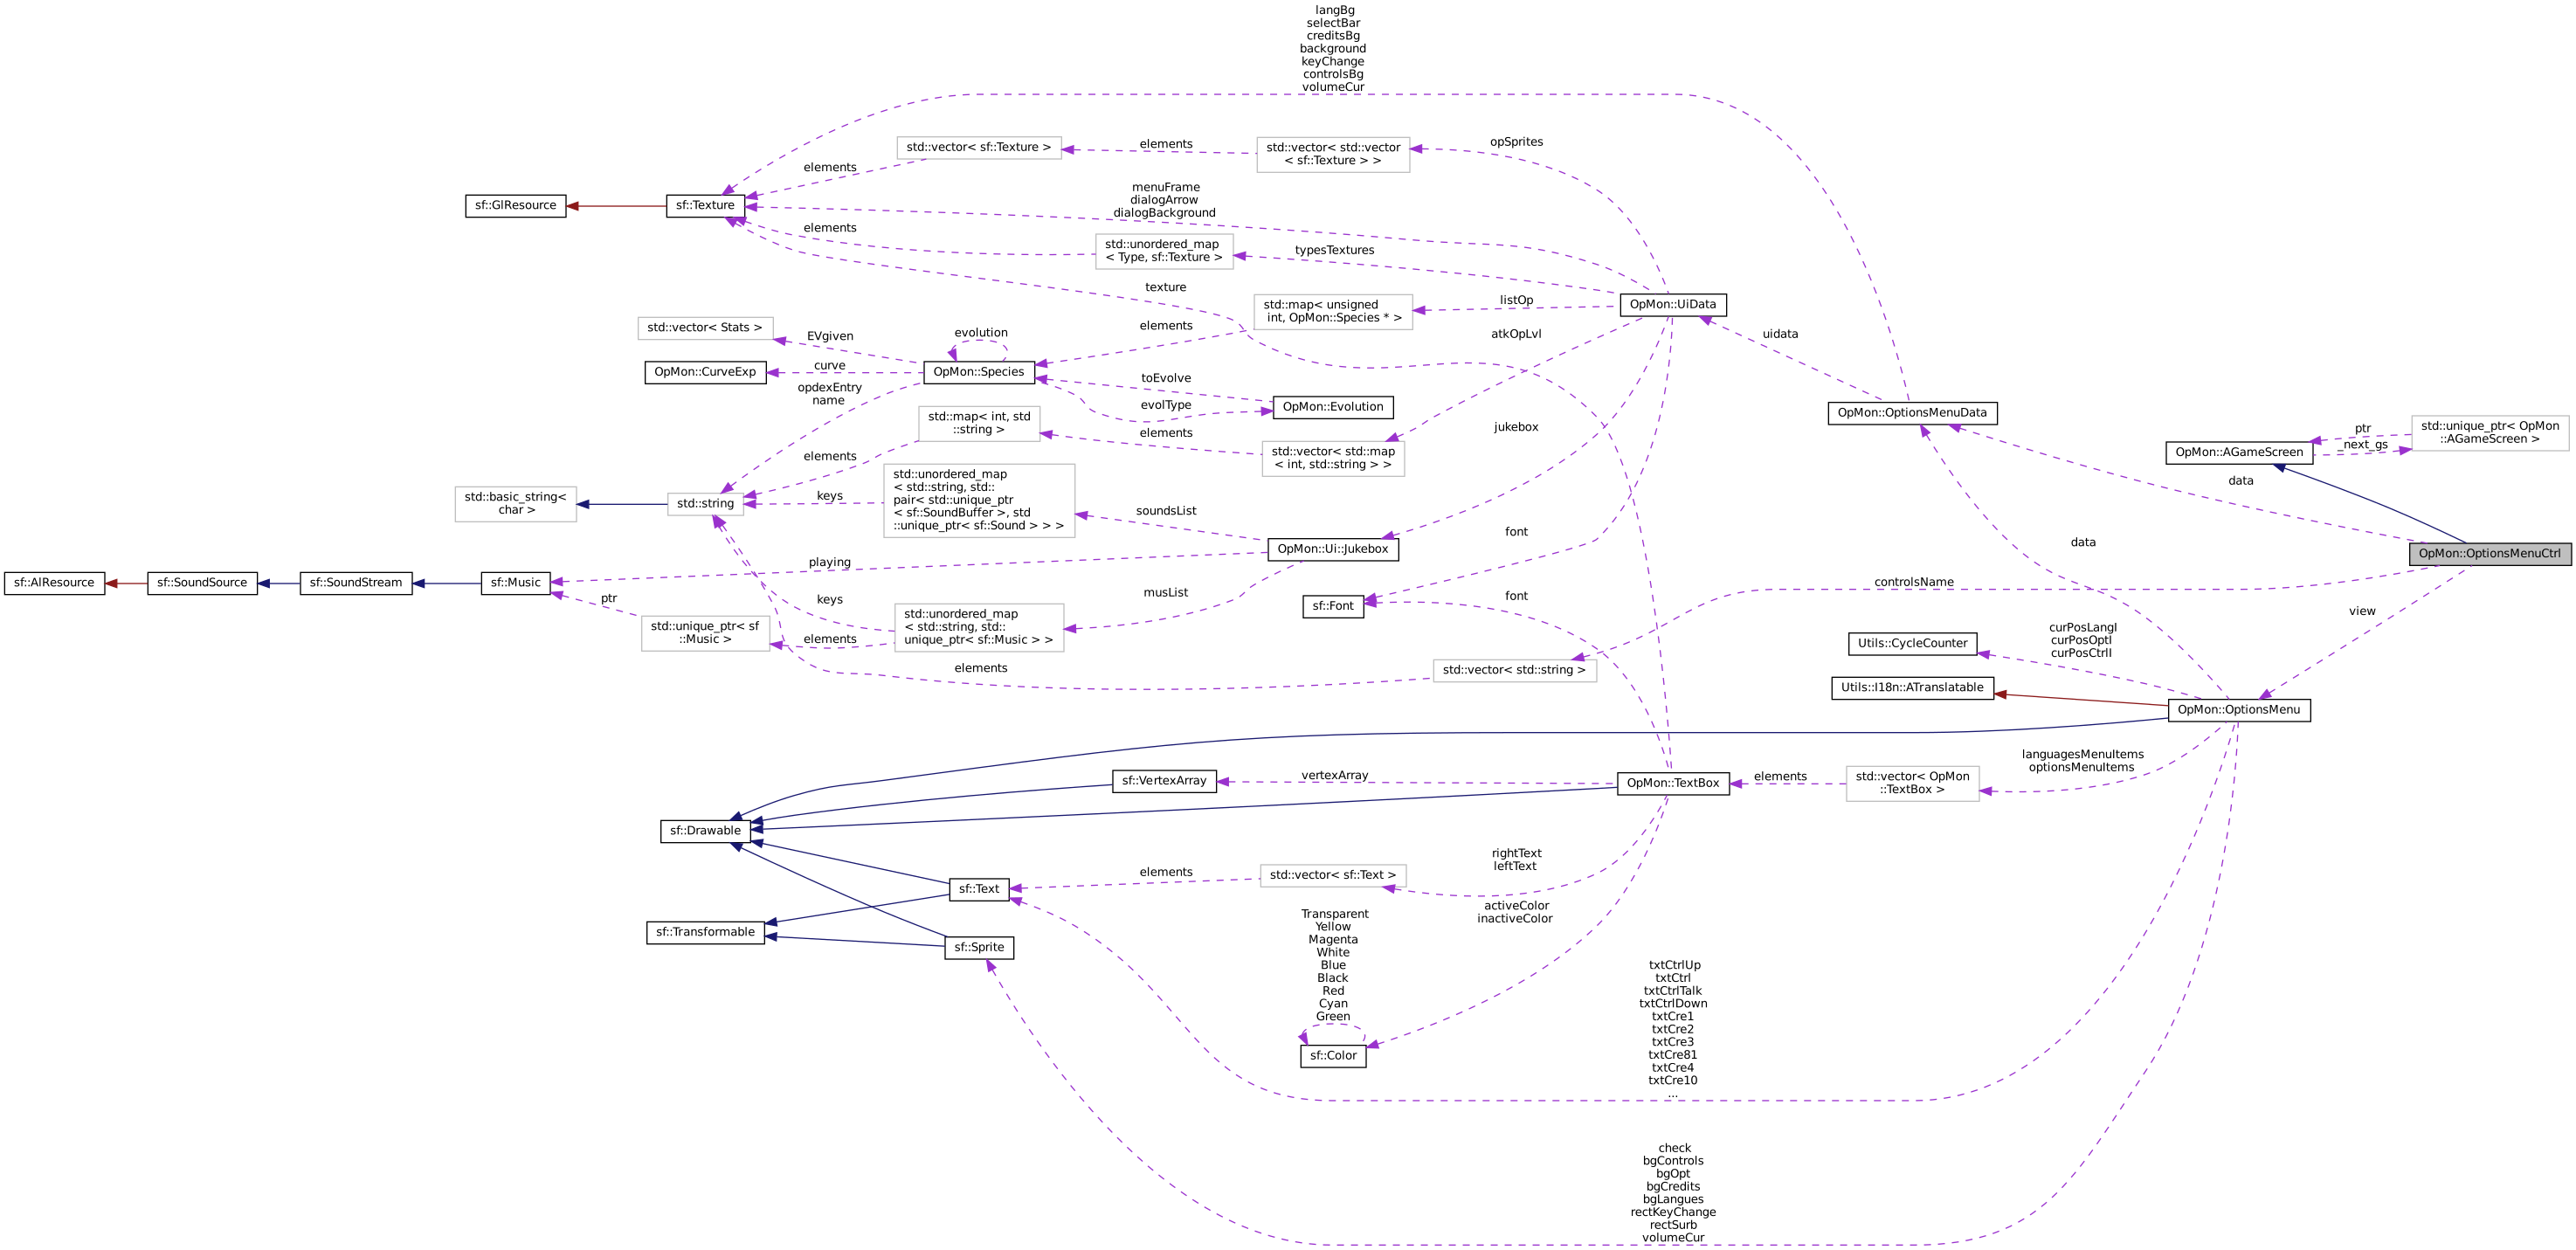 langBg
selectBar
creditsBg
background
keyChange
controlsBg
volumeCur
opSprites
std::vector< sf::Texture >
elements
std::vector< std::vector
< sf::Texture > >
elements
sf::GlResource
sf::Texture
menuFrame
dialogArrow
dialogBackground
elements
std::unordered_map
< Type, sf::Texture >
typesTextures
texture
std::map< unsigned
int, OpMon::Species * >
listOp
OpMon::UiData
std::vector< Stats >
EVgiven
evolution
elements
atkOpLvl
uidata
OpMon::CurveExp
curve
OpMon::Species
toEvolve
opdexEntry
name
evolType
OpMon::Evolution
OpMon::OptionsMenuData
std::map< int, std
::string >
elements
jukebox
ptr
_next_gs
std::unique_ptr< OpMon
::AGameScreen >
OpMon::AGameScreen
elements
std::vector< std::map
< int, std::string > >
data
std::unordered_map
< std::string, std::
pair< std::unique_ptr
< sf::SoundBuffer >, std
::unique_ptr< sf::Sound > > >
keys
std::basic_string<
char >
std::string
soundsList
font
data
OpMon::Ui::Jukebox
OpMon::OptionsMenuCtrl
playing
sf::AlResource
sf::SoundSource
sf::SoundStream
sf::Music
controlsName
ptr
keys
musList
sf::Font
font
view
std::unordered_map
< std::string, std::
unique_ptr< sf::Music > >
std::unique_ptr< sf
::Music >
elements
curPosLangI
curPosOptI
curPosCtrlI
Utils::CycleCounter
elements
std::vector< std::string >
Utils::I18n::ATranslatable
OpMon::OptionsMenu
languagesMenuItems
optionsMenuItems
sf::VertexArray
vertexArray
OpMon::TextBox
elements
std::vector< OpMon
::TextBox >
sf::Drawable
rightText
leftText
elements
std::vector< sf::Text >
sf::Text
activeColor
inactiveColor
sf::Transformable
sf::Sprite
Transparent
Yellow
Magenta
White
Blue
Black
Red
Cyan
Green
sf::Color
txtCtrlUp
txtCtrl
txtCtrlTalk
txtCtrlDown
txtCre1
txtCre2
txtCre3
txtCre81
txtCre4
txtCre10
...
check
bgControls
bgOpt
bgCredits
bgLangues
rectKeyChange
rectSurb
volumeCur